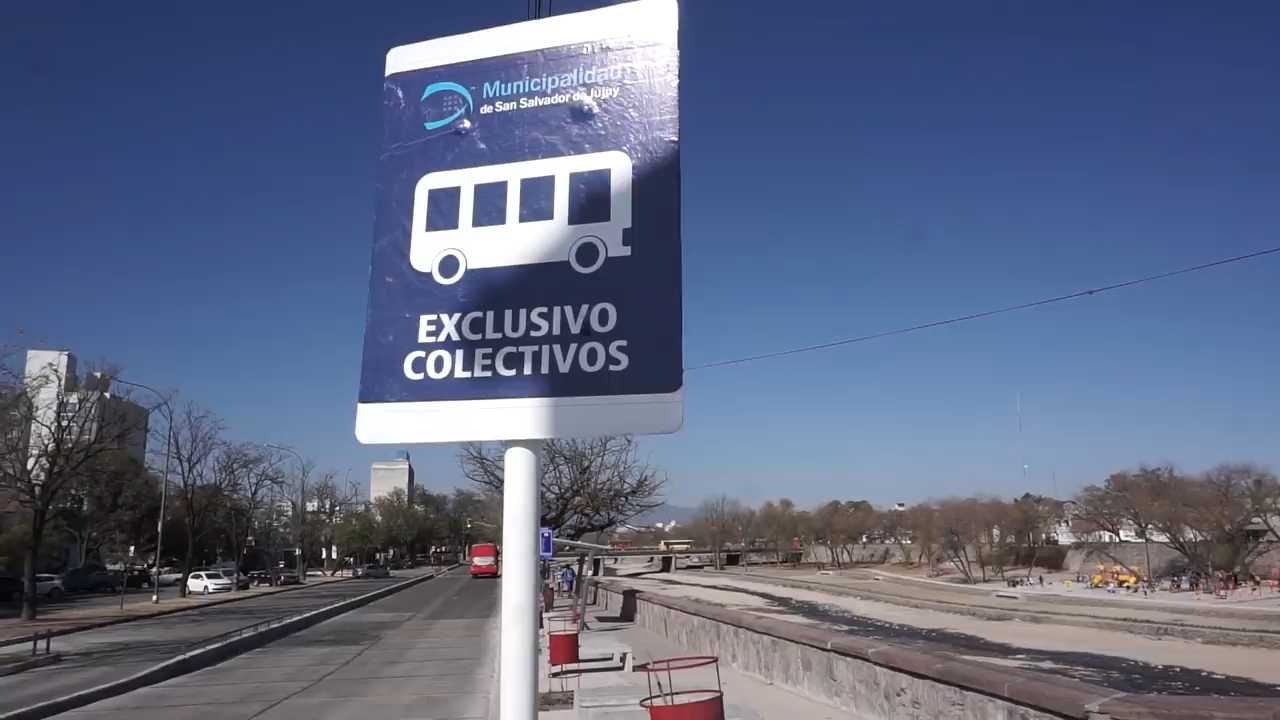 Municipalidad
de San Salvador de Jujuy
EXCLUSIVO
COLECTIVOS